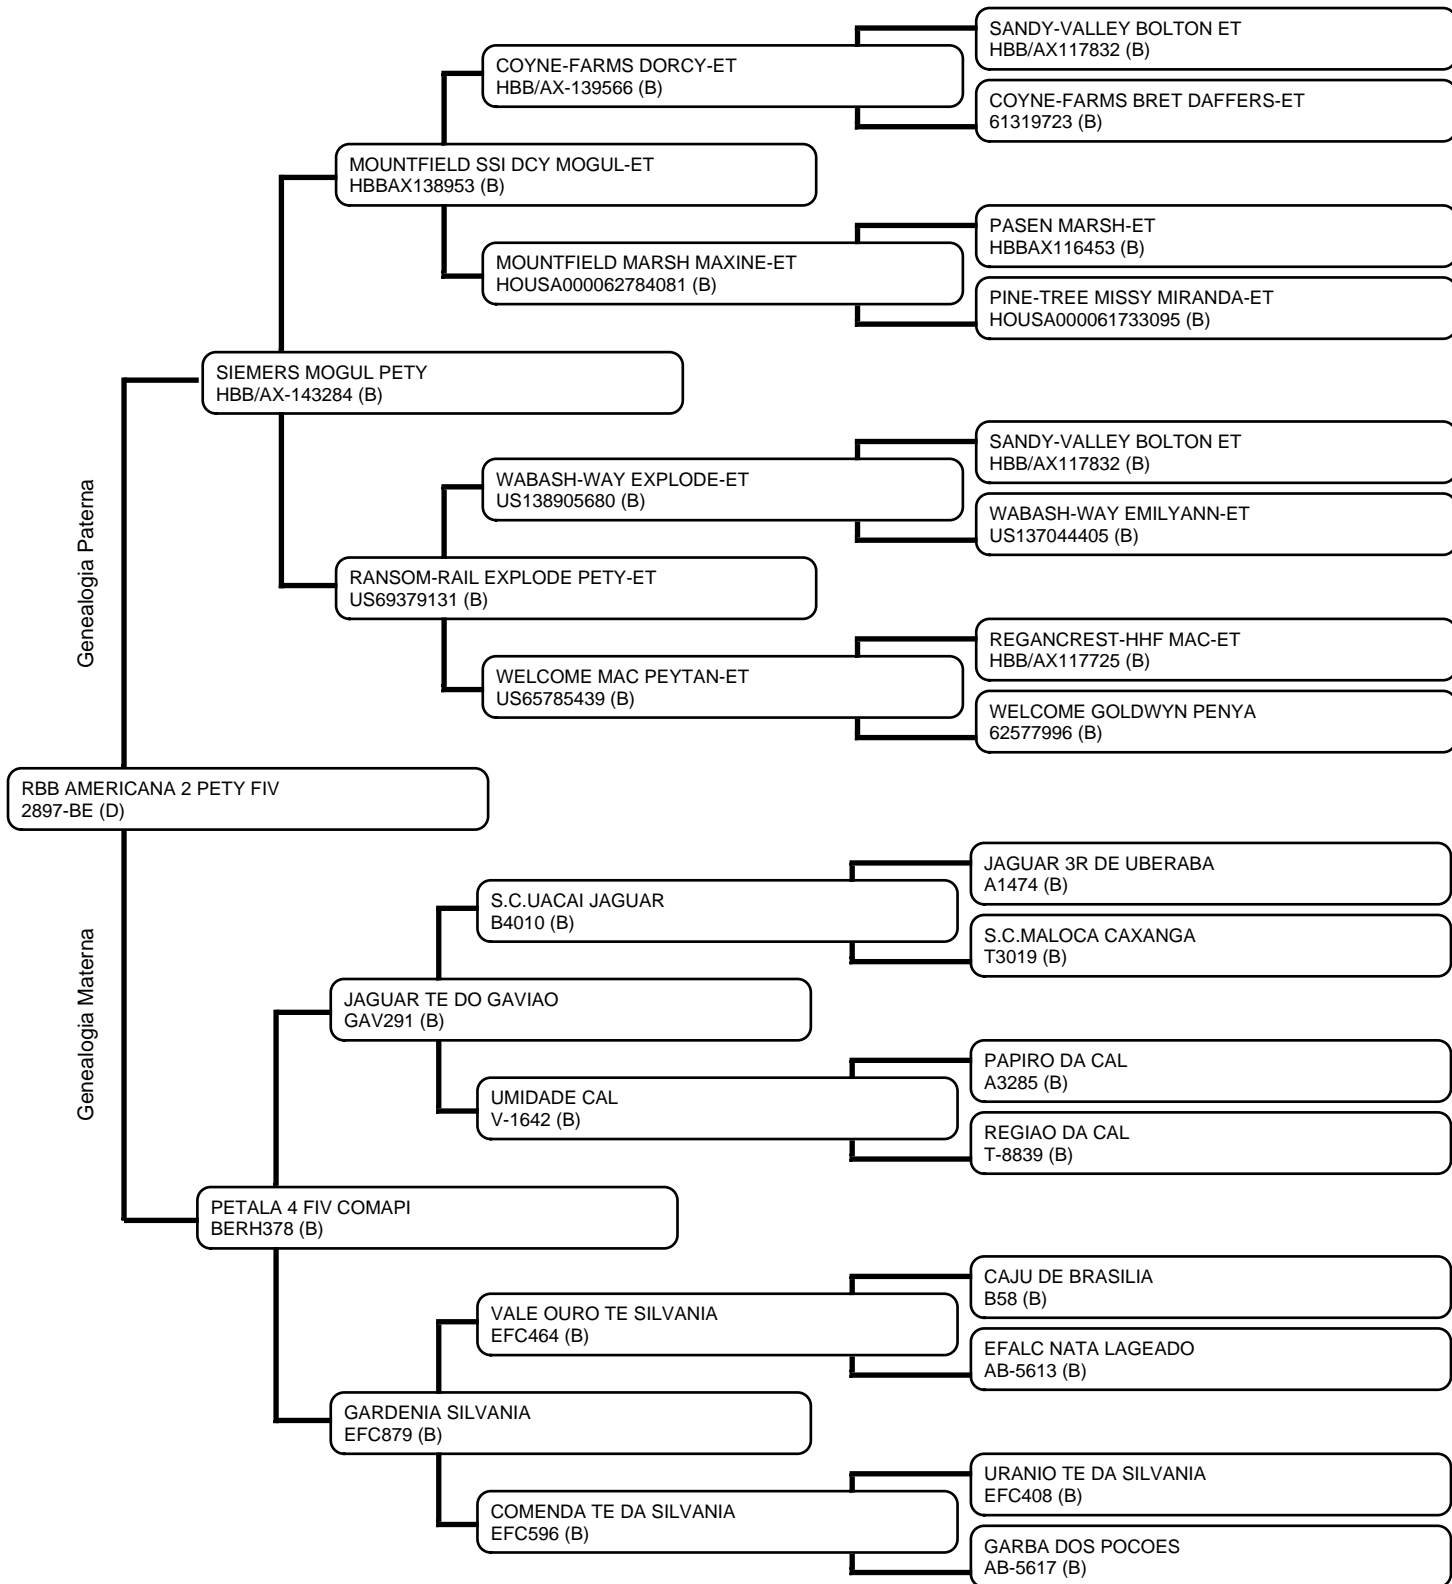 SANDY-VALLEY BOLTON ET
HBB/AX117832 (B)
COYNE-FARMS DORCY-ET
HBB/AX-139566 (B)
COYNE-FARMS BRET DAFFERS-ET
61319723 (B)
MOUNTFIELD SSI DCY MOGUL-ET
HBBAX138953 (B)
PASEN MARSH-ET
HBBAX116453 (B)
MOUNTFIELD MARSH MAXINE-ET
HOUSA000062784081 (B)
PINE-TREE MISSY MIRANDA-ET
HOUSA000061733095 (B)
SIEMERS MOGUL PETY
HBB/AX-143284 (B)
SANDY-VALLEY BOLTON ET
HBB/AX117832 (B)
WABASH-WAY EXPLODE-ET
US138905680 (B)
WABASH-WAY EMILYANN-ET
US137044405 (B)
Genealogia Paterna
RANSOM-RAIL EXPLODE PETY-ET
US69379131 (B)
REGANCREST-HHF MAC-ET
HBB/AX117725 (B)
WELCOME MAC PEYTAN-ET
US65785439 (B)
WELCOME GOLDWYN PENYA
62577996 (B)
RBB AMERICANA 2 PETY FIV
2897-BE (D)
JAGUAR 3R DE UBERABA
A1474 (B)
S.C.UACAI JAGUAR
B4010 (B)
S.C.MALOCA CAXANGA
T3019 (B)
Genealogia Materna
JAGUAR TE DO GAVIAO
GAV291 (B)
PAPIRO DA CAL
A3285 (B)
UMIDADE CAL
V-1642 (B)
REGIAO DA CAL
T-8839 (B)
PETALA 4 FIV COMAPI
BERH378 (B)
CAJU DE BRASILIA
B58 (B)
VALE OURO TE SILVANIA
EFC464 (B)
EFALC NATA LAGEADO
AB-5613 (B)
GARDENIA SILVANIA
EFC879 (B)
URANIO TE DA SILVANIA
EFC408 (B)
COMENDA TE DA SILVANIA
EFC596 (B)
GARBA DOS POCOES
AB-5617 (B)